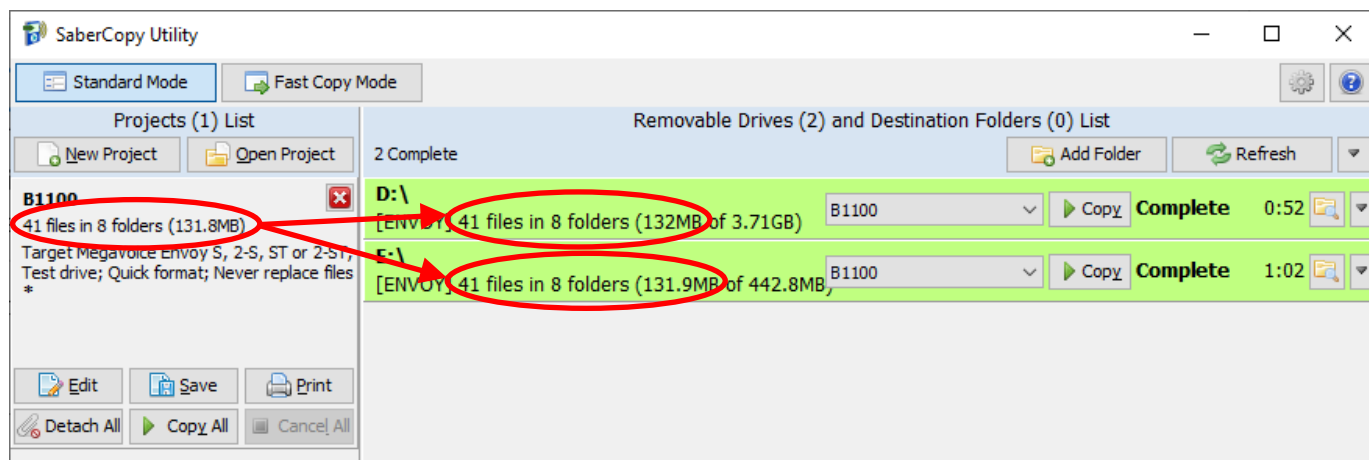 SaberCopy Utility
Standard Mode
Fast Copy Mode
Projects (1) List
Removable Drives (2) and Destination Folders (0) List
New Project
Open Project
2 Complete
Add Folder
Refresh
B1100
41 files in 8 folders (131.8MB)
Target MegaVoice Envoy S, 2-S, ST or 2-ST,
Test drive; Quick format; Never replace files
*
D:\
[ENVOY] 41 files in 8 folders (132MB of 3.71GB)
B1100
Copy
Complete
0:52
E:\
[ENVOY] 41 files in 8 folders (131.9MB of 442.8MB)
B1100
Copy
Complete
1:02
Edit
Save
Print
Detach All
Copy All
Cancel All